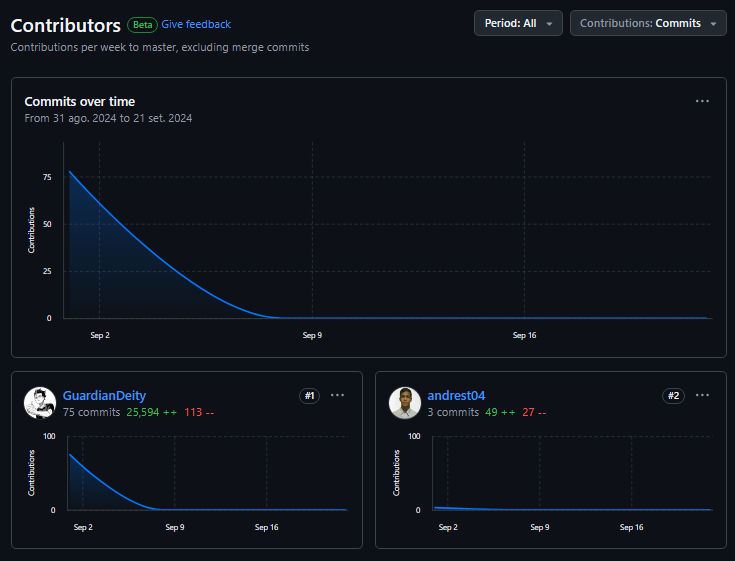 Contributors Beta Give feedback
Period: All
Contributions: Commits
Contributions per week to master, excluding merge commits
Commits over time
From 31 ago. 2024 to 21 set. 2024
Contributions
75
50
25
0
Sep 2 Sep 9 Sep 16
GuardianDeity #1
75 commits 25,594 ++ 113 --
Contributions
100
0
Sep 2 Sep 9 Sep 16
andrest04 #2
3 commits 49 ++ 27 --
Contributions
100
0
Sep 2 Sep 9 Sep 16